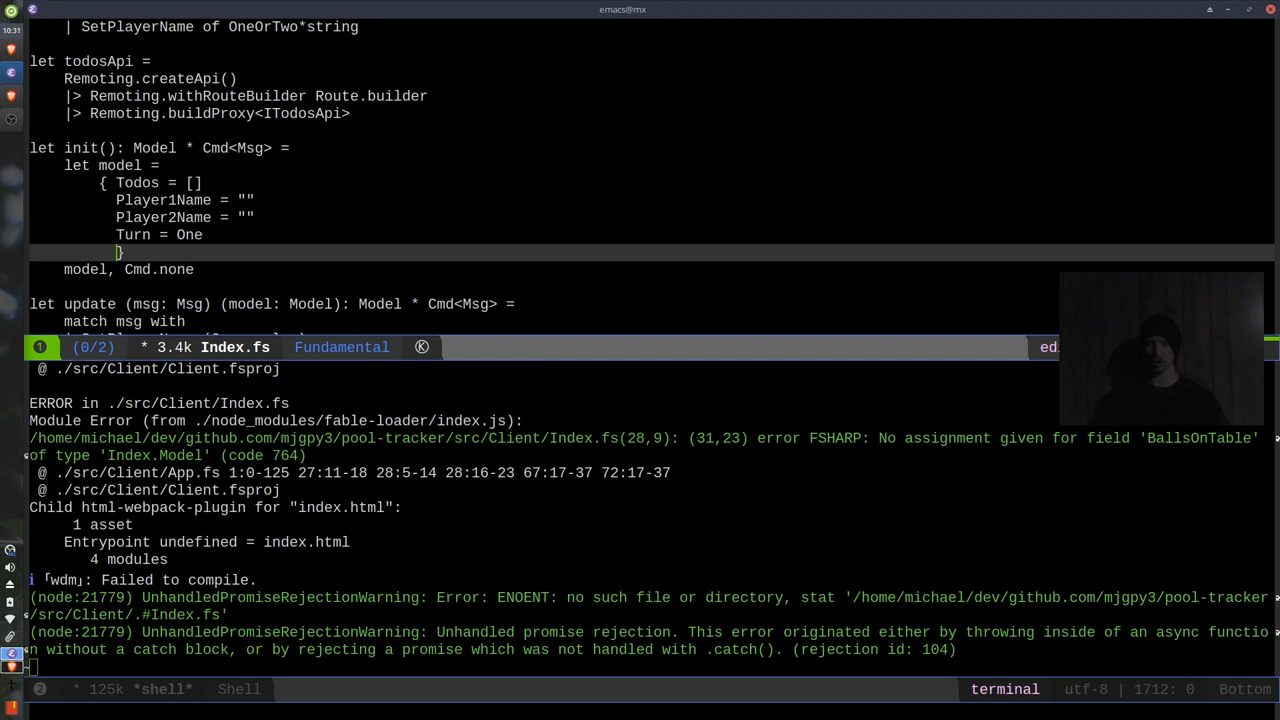 emacs@mx
10:31
| SetPlayerName of OneOrTwo*string
let todosApi =
Remoting.createApi()
|> Remoting.withRouteBuilder Route.builder
|> Remoting.buildProxy<ITodosApi>
let init(): Model * Cmd<Msg> =
let model =
{ Todos = []
Player1Name = ""
Player2Name = ""
Turn = One
}
model, Cmd.none
let update (msg: Msg) (model: Model): Model * Cmd<Msg> =
match msg with
1 (0/2) * 3.4k Index.fs Fundamental K
@ ./src/Client/Client.fsproj
ERROR in ./src/Client/Index.fs
Module Error (from ./node_modules/fable-loader/index.js):
/home/michael/dev/github.com/mjgpy3/pool-tracker/src/Client/Index.fs(28,9): (31,23) error FSHARP: No assignment given for field 'BallsOnTable'
of type 'Index.Model' (code 764)
@ ./src/Client/App.fs 1:0-125 27:11-18 28:5-14 28:16-23 67:17-37 72:17-37
@ ./src/Client/Client.fsproj
Child html-webpack-plugin for "index.html":
1 asset
Entrypoint undefined = index.html
4 modules
i ｢wdm｣: Failed to compile.
(node:21779) UnhandledPromiseRejectionWarning: Error: ENOENT: no such file or directory, stat '/home/michael/dev/github.com/mjgpy3/pool-tracker
/src/Client/.#Index.fs'
(node:21779) UnhandledPromiseRejectionWarning: Unhandled promise rejection. This error originated either by throwing inside of an async functio
n without a catch block, or by rejecting a promise which was not handled with .catch(). (rejection id: 104)
2 * 125k *shell* Shell terminal utf-8 | 1712: 0 Bottom